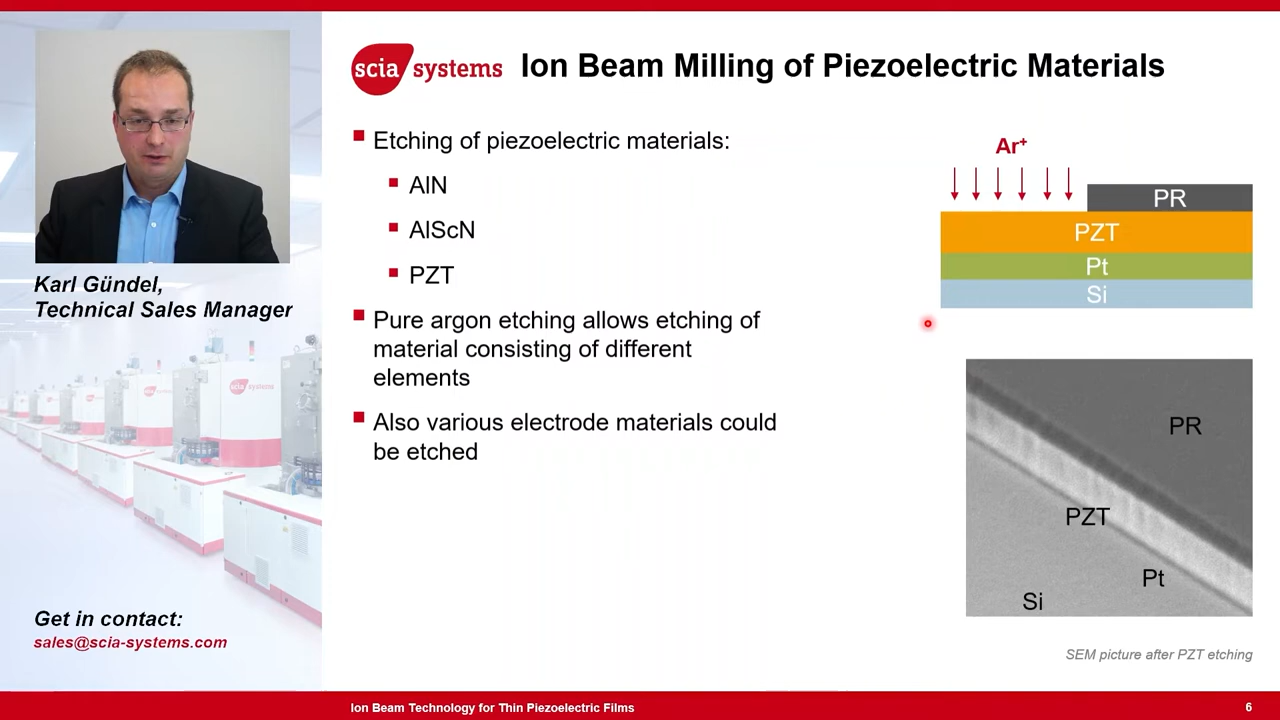 scia systems
Ion Beam Milling of Piezoelectric Materials
Etching of piezoelectric materials:
AlN
AlScN
PZT
Pure argon etching allows etching of
material consisting of different
elements
Also various electrode materials could
be etched
Ar+
PR
PZT
Pt
Si
PR
PZT
Pt
Si
SEM picture after PZT etching
Karl Gündel,
Technical Sales Manager
scia systems
Get in contact:
sales@scia-systems.com
Ion Beam Technology for Thin Piezoelectric Films
6